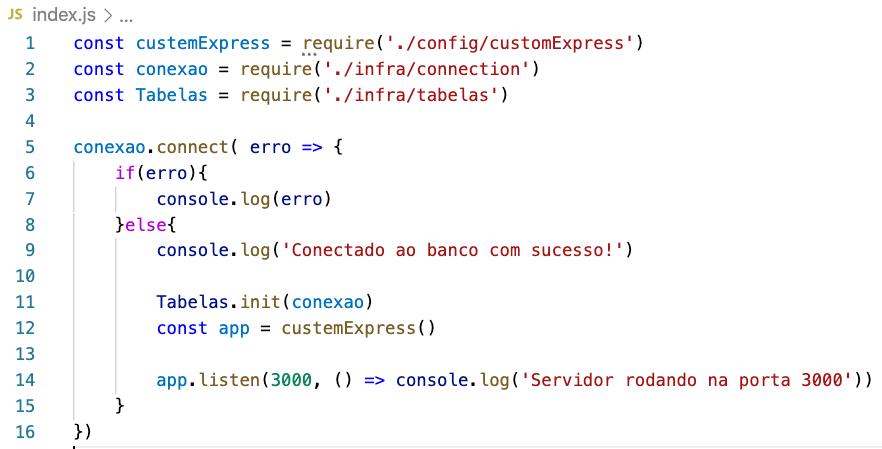 JS index.js > ...
1 const custemExpress = require('./config/customExpress')
2 const conexao = require('./infra/connection')
3 const Tabelas = require('./infra/tabelas')
4
5 conexao.connect( erro => {
6     if(erro){
7         console.log(erro)
8     }else{
9         console.log('Conectado ao banco com sucesso!')
10
11         Tabelas.init(conexao)
12         const app = custemExpress()
13
14         app.listen(3000, () => console.log('Servidor rodando na porta 3000'))
15     }
16 })